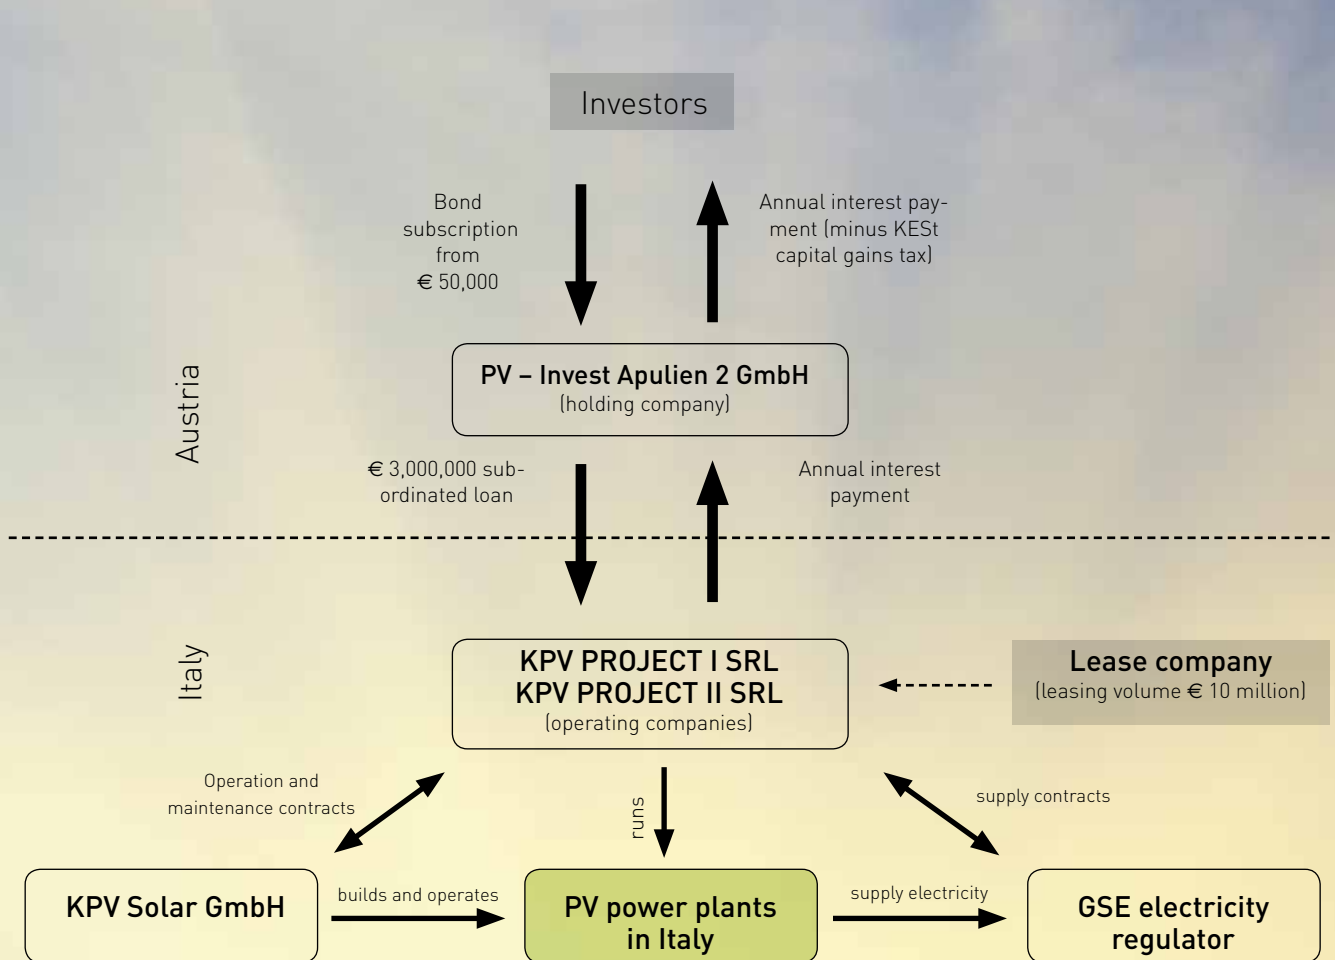 Investors
Bond
subscription
from
€ 50,000
Annual interest pay-
ment (minus KESt
capital gains tax)
Austria
PV – Invest Apulien 2 GmbH
(holding company)
€ 3,000,000 sub-
ordinated loan
Annual interest
payment
Italy
KPV PROJECT I SRL
KPV PROJECT II SRL
(operating companies)
Lease company
(leasing volume € 10 million)
Operation and
maintenance contracts
runs
supply contracts
KPV Solar GmbH
builds and operates
PV power plants
in Italy
supply electricity
GSE electricity
regulator